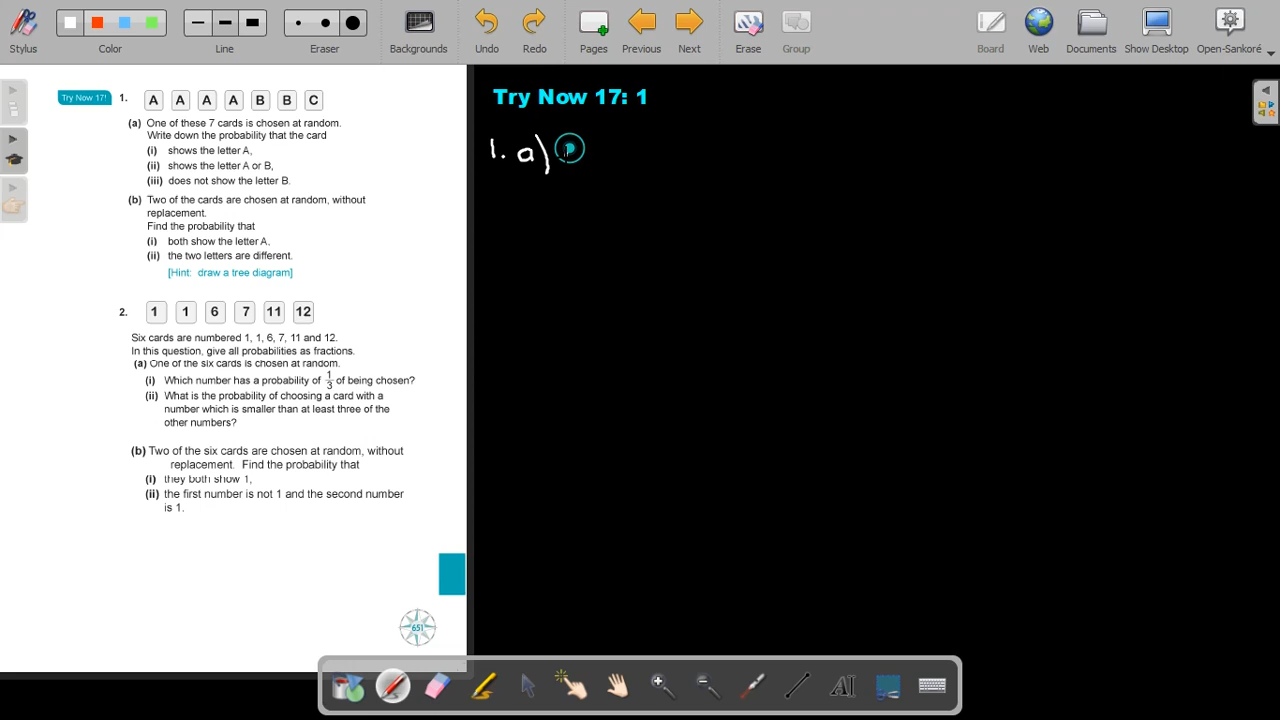 Stylus
Color
Line
Eraser
Backgrounds
Undo
Redo
Pages
Previous
Next
Erase
Group
Board
Web
Documents
Show Desktop
Open-Sankoré
Try Now 17!
1. A A A A B B C
(a) One of these 7 cards is chosen at random.
Write down the probability that the card
(i) shows the letter A,
(ii) shows the letter A or B,
(iii) does not show the letter B.
(b) Two of the cards are chosen at random, without
replacement.
Find the probability that
(i) both show the letter A,
(ii) the two letters are different.
[Hint: draw a tree diagram]
2. 1 1 6 7 11 12
Six cards are numbered 1, 1, 6, 7, 11 and 12.
In this question, give all probabilities as fractions.
(a) One of the six cards is chosen at random.
(i) Which number has a probability of 1/3 of being chosen?
(ii) What is the probability of choosing a card with a
number which is smaller than at least three of the
other numbers?
(b) Two of the six cards are chosen at random, without
replacement. Find the probability that
(i) they both show 1,
(ii) the first number is not 1 and the second number
is 1.
651
Try Now 17: 1
1. a)
AI